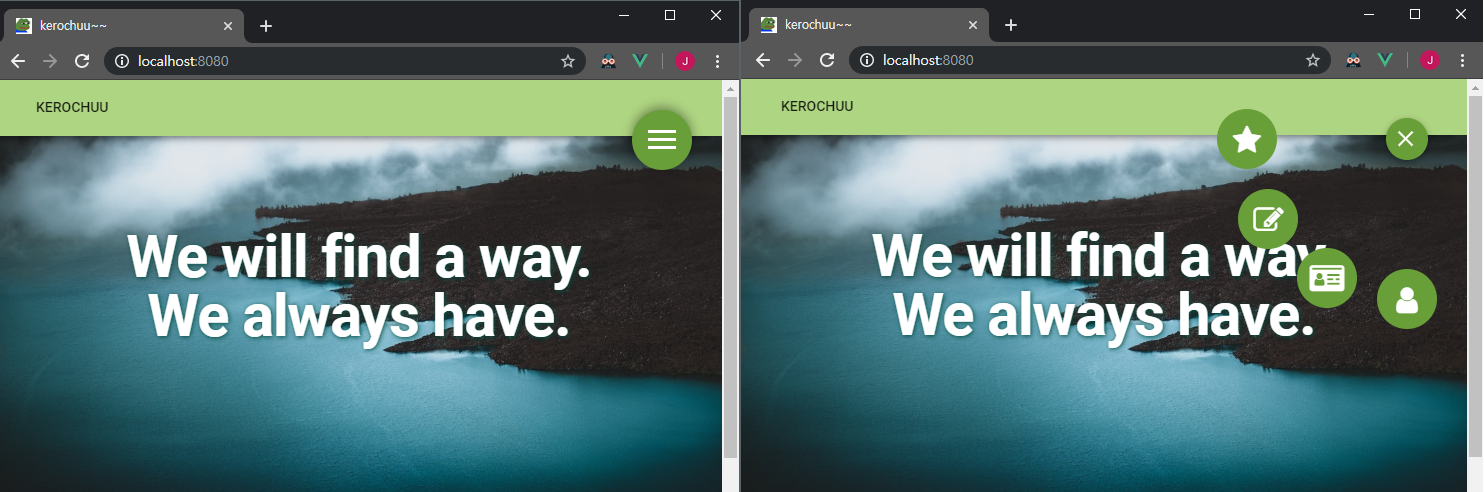 kerochuu~~
localhost:8080
J
KEROCHUU
We will find a way.
We always have.
kerochuu~~
localhost:8080
J
KEROCHUU
We will find a way.
We always have.